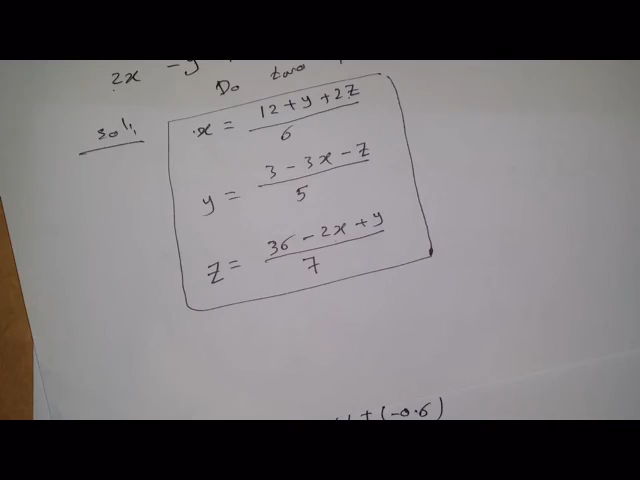 2x - y
Do two
Sol:
x = (12 + y + 2z)/6
y = (3 - 3x - z)/5
z = (36 - 2x + y)/7
+ (-0.6)